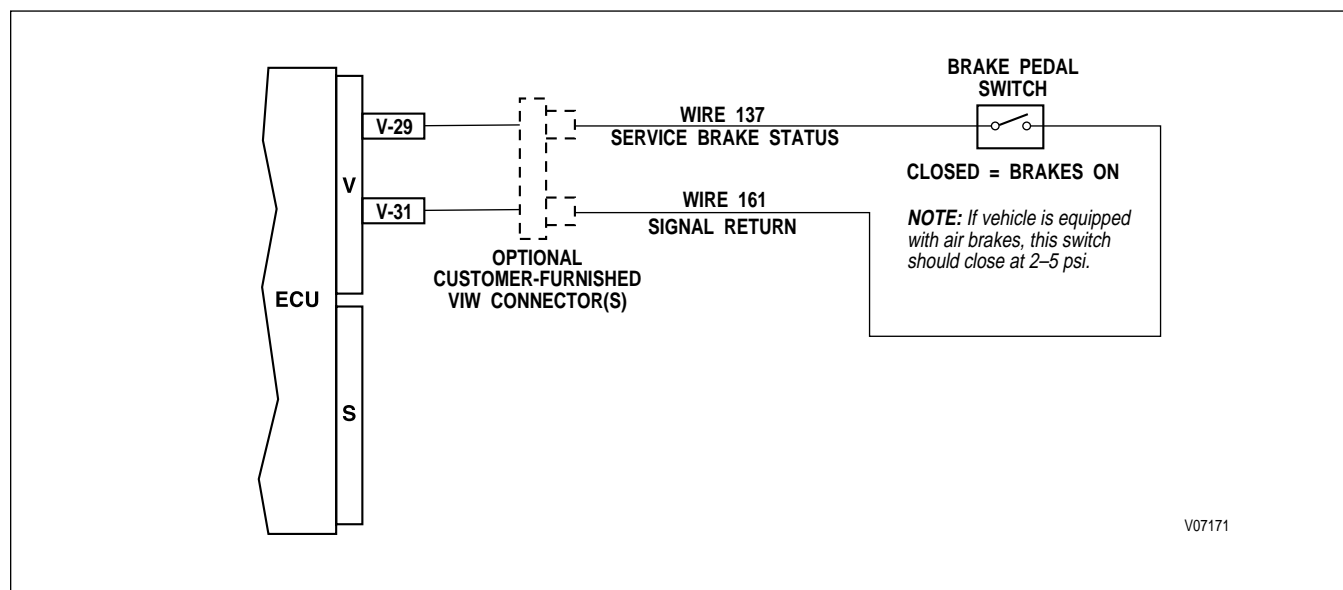 BRAKE PEDAL
SWITCH
V-29
WIRE 137
SERVICE BRAKE STATUS
CLOSED = BRAKES ON
V
V-31
WIRE 161
SIGNAL RETURN
NOTE: If vehicle is equipped
with air brakes, this switch
should close at 2–5 psi.
OPTIONAL
CUSTOMER-FURNISHED
VIW CONNECTOR(S)
ECU
S
V07171